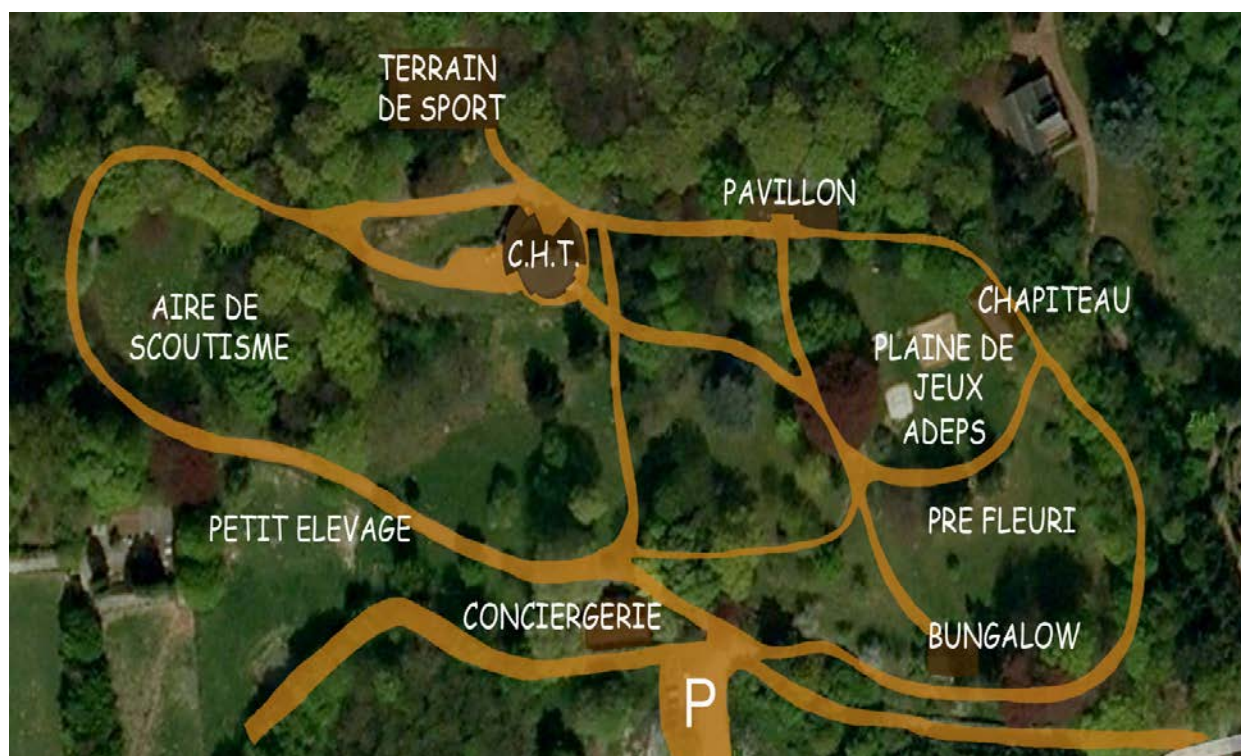 TERRAIN
DE SPORT
PAVILLON
C.H.T.
CHAPITEAU
AIRE DE
SCOUTISME
PLAINE DE
JEUX
ADEPS
PETIT ELEVAGE
PRE FLEURI
CONCIERGERIE
BUNGALOW
P